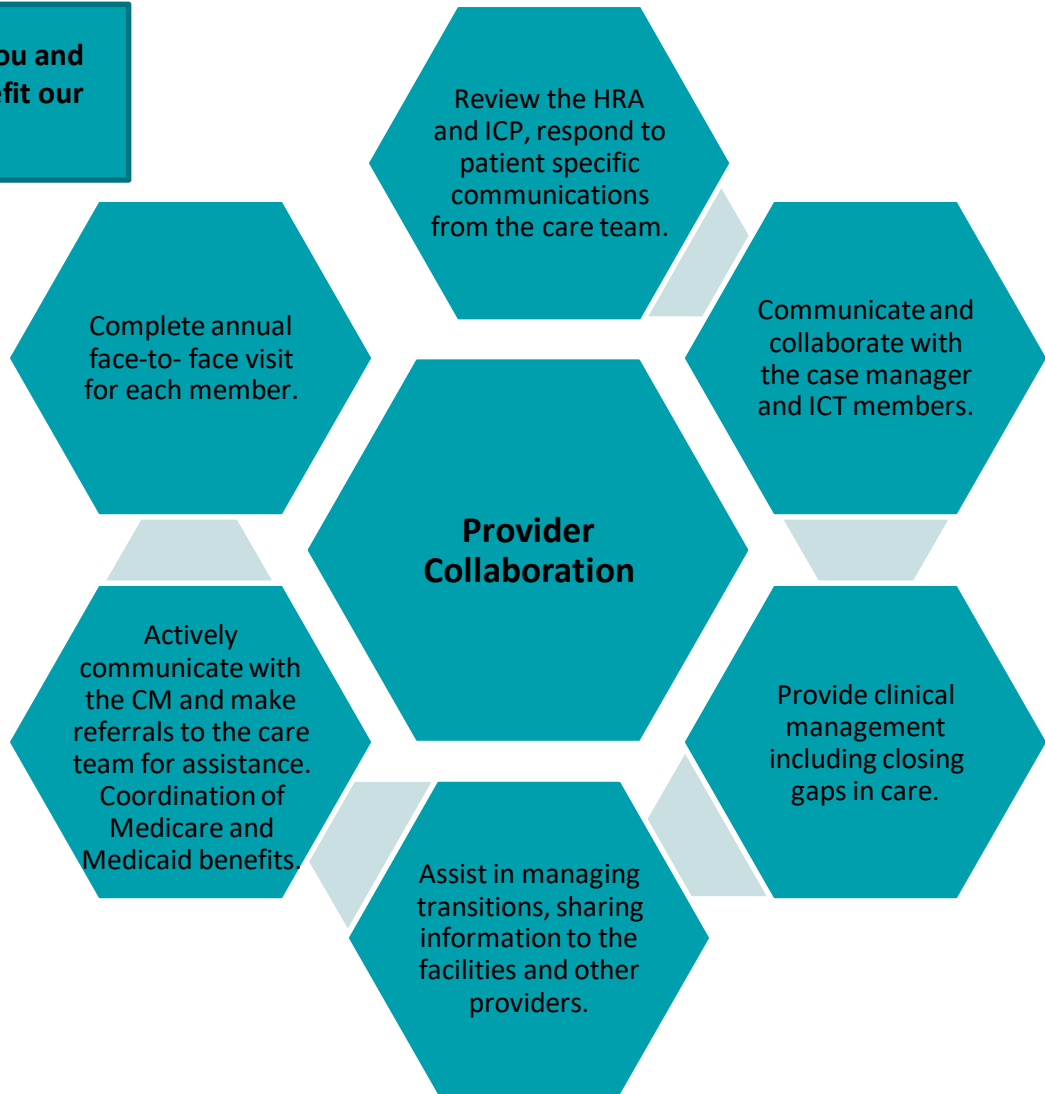 ou and
efit our
Review the HRA
and ICP, respond to
patient specific
communications
from the care team.
Communicate and
collaborate with
the case manager
and ICT members.
Provide clinical
management
including closing
gaps in care.
Assist in managing
transitions, sharing
information to the
facilities and other
providers.
Actively
communicate with
the CM and make
referrals to the care
team for assistance.
Coordination of
Medicare and
Medicaid benefits.
Complete annual
face-to- face visit
for each member.
Provider
Collaboration